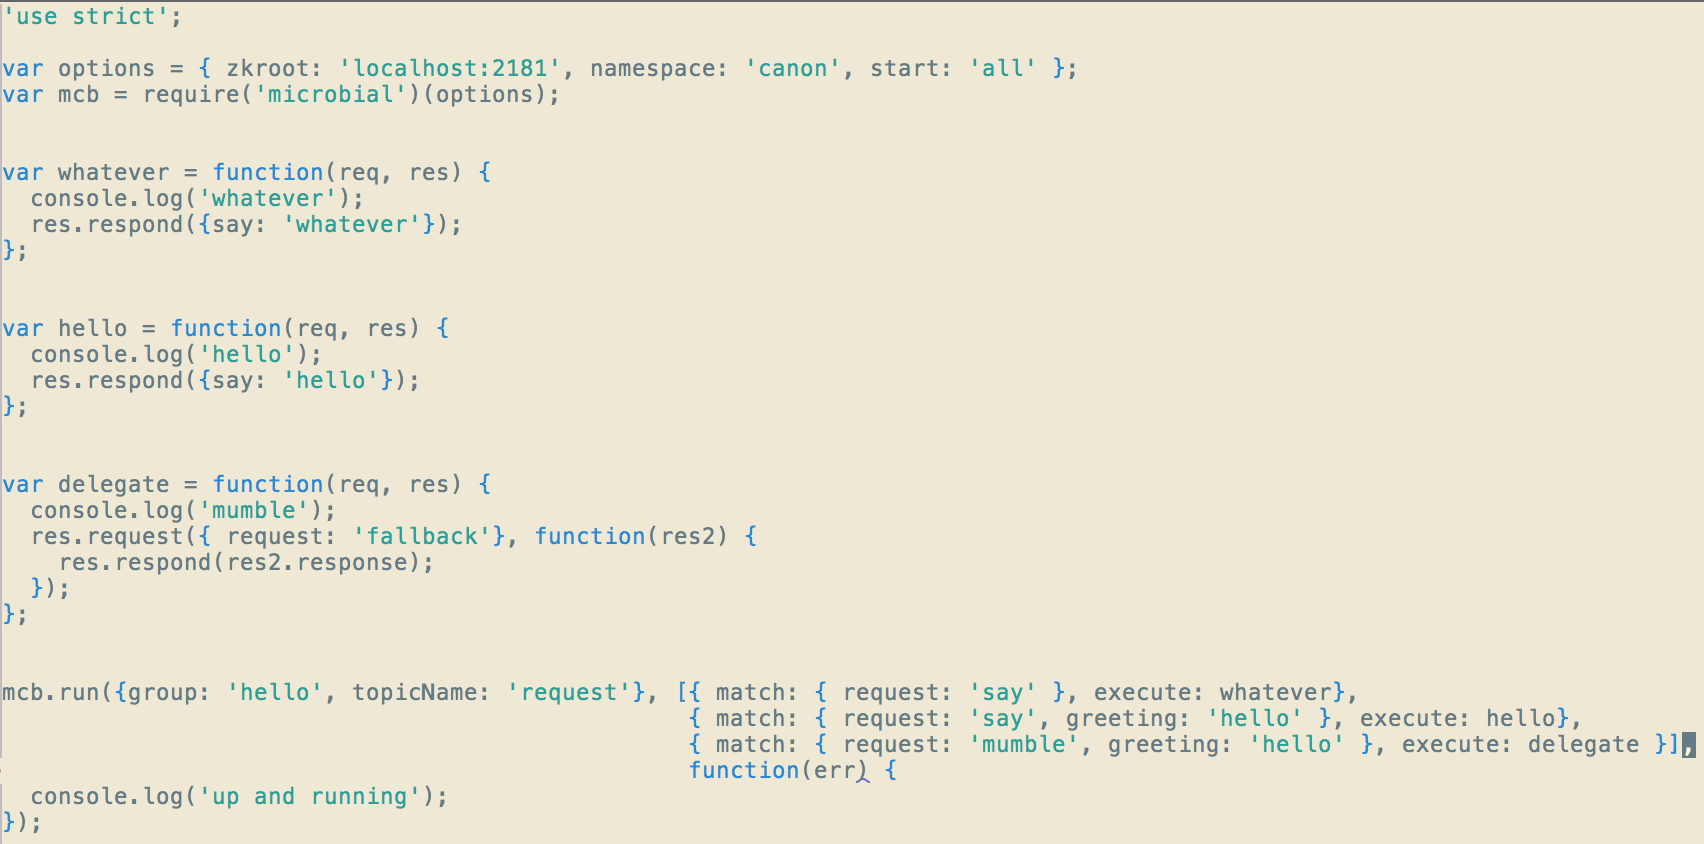 'use strict';

var options = { zkroot: 'localhost:2181', namespace: 'canon', start: 'all' };
var mcb = require('microbial')(options);


var whatever = function(req, res) {
  console.log('whatever');
  res.respond({say: 'whatever'});
};


var hello = function(req, res) {
  console.log('hello');
  res.respond({say: 'hello'});
};


var delegate = function(req, res) {
  console.log('mumble');
  res.request({ request: 'fallback'}, function(res2) {
    res.respond(res2.response);
  });
};


mcb.run({group: 'hello', topicName: 'request'}, [{ match: { request: 'say' }, execute: whatever},
                                                 { match: { request: 'say', greeting: 'hello' }, execute: hello},
                                                 { match: { request: 'mumble', greeting: 'hello' }, execute: delegate }],
                                                 function(err) {
  console.log('up and running');
});